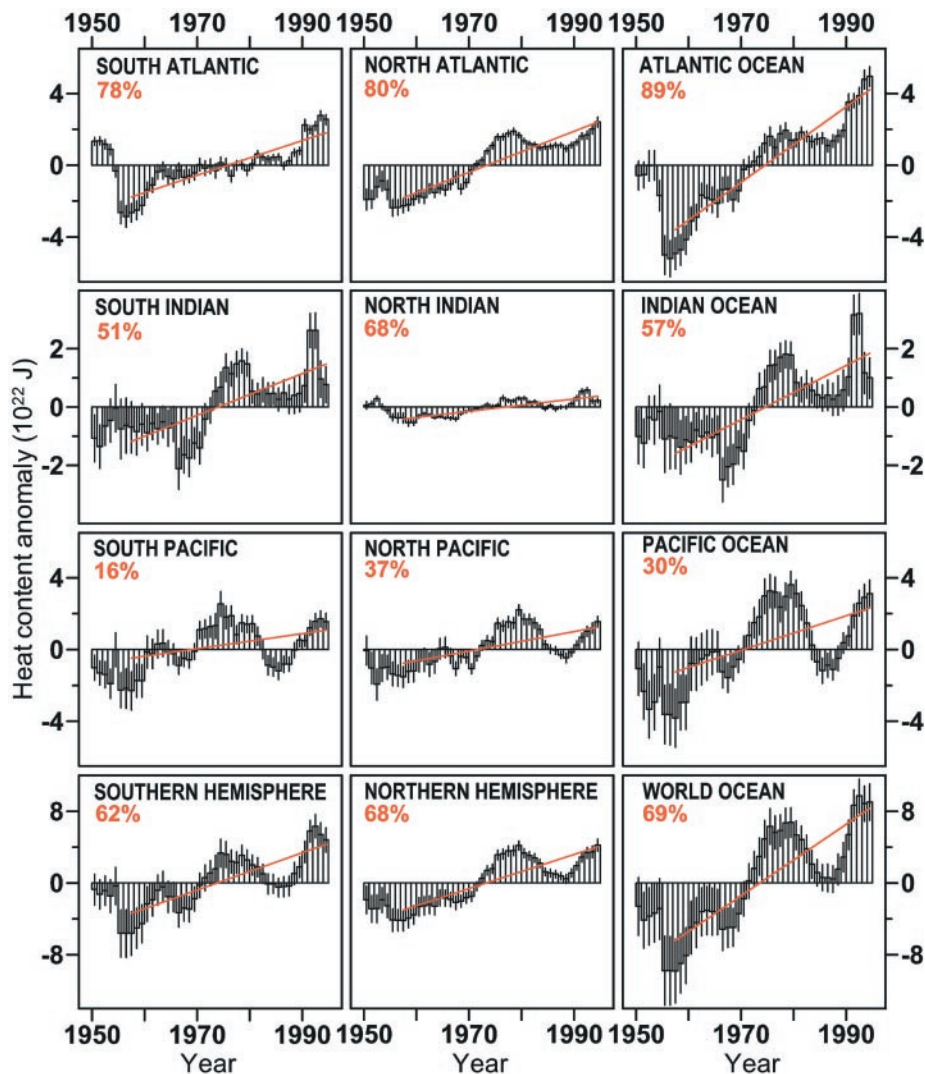 1950 1970 1990 1950 1970 1990 1950 1970 1990
SOUTH ATLANTIC
78%
NORTH ATLANTIC
80%
ATLANTIC OCEAN
89%
4
0
-4
4
0
-4
SOUTH INDIAN
51%
NORTH INDIAN
68%
INDIAN OCEAN
57%
2
0
-2
2
0
-2
SOUTH PACIFIC
16%
NORTH PACIFIC
37%
PACIFIC OCEAN
30%
4
0
-4
4
0
-4
SOUTHERN HEMISPHERE
62%
NORTHERN HEMISPHERE
68%
WORLD OCEAN
69%
8
0
-8
8
0
-8
Heat content anomaly (10²² J)
1950 1970 1990 1950 1970 1990 1950 1970 1990
Year Year Year